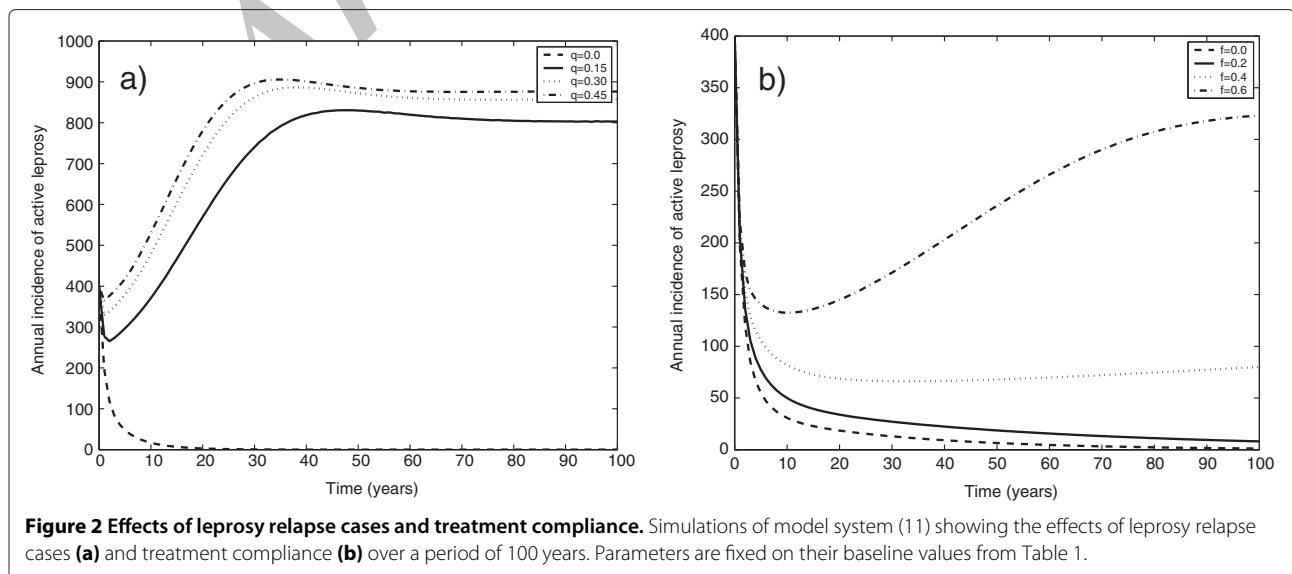 a)
1000
900
800
700
600
500
400
300
200
100
0
Annual incidence of active leprosy
q=0.0
q=0.15
q=0.30
q=0.45
0 10 20 30 40 50 60 70 80 90 100
Time (years)
b)
400
350
300
250
200
150
100
50
0
Annual incidence of active leprosy
f=0.0
f=0.2
f=0.4
f=0.6
0 10 20 30 40 50 60 70 80 90 100
Time (years)
Figure 2 Effects of leprosy relapse cases and treatment compliance. Simulations of model system (11) showing the effects of leprosy relapse
cases (a) and treatment compliance (b) over a period of 100 years. Parameters are fixed on their baseline values from Table 1.